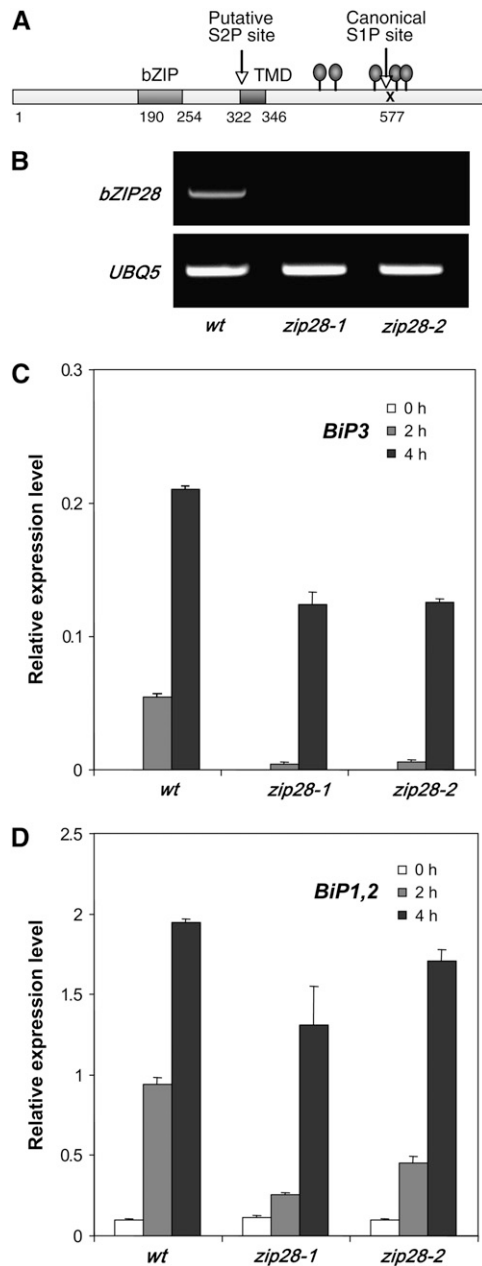 A
Putative
S2P site
Canonical
S1P site
bZIP
TMD
X
1
190 254 322 346 577
B
bZIP28
UBQ5
wt zip28-1 zip28-2
C
0.3
BiP3
0 h
2 h
4 h
0.2
Relative expression level
0.1
0
wt zip28-1 zip28-2
D
2.5
BiP1,2
0 h
2 h
4 h
2
1.5
Relative expression level
1
0.5
0
wt zip28-1 zip28-2